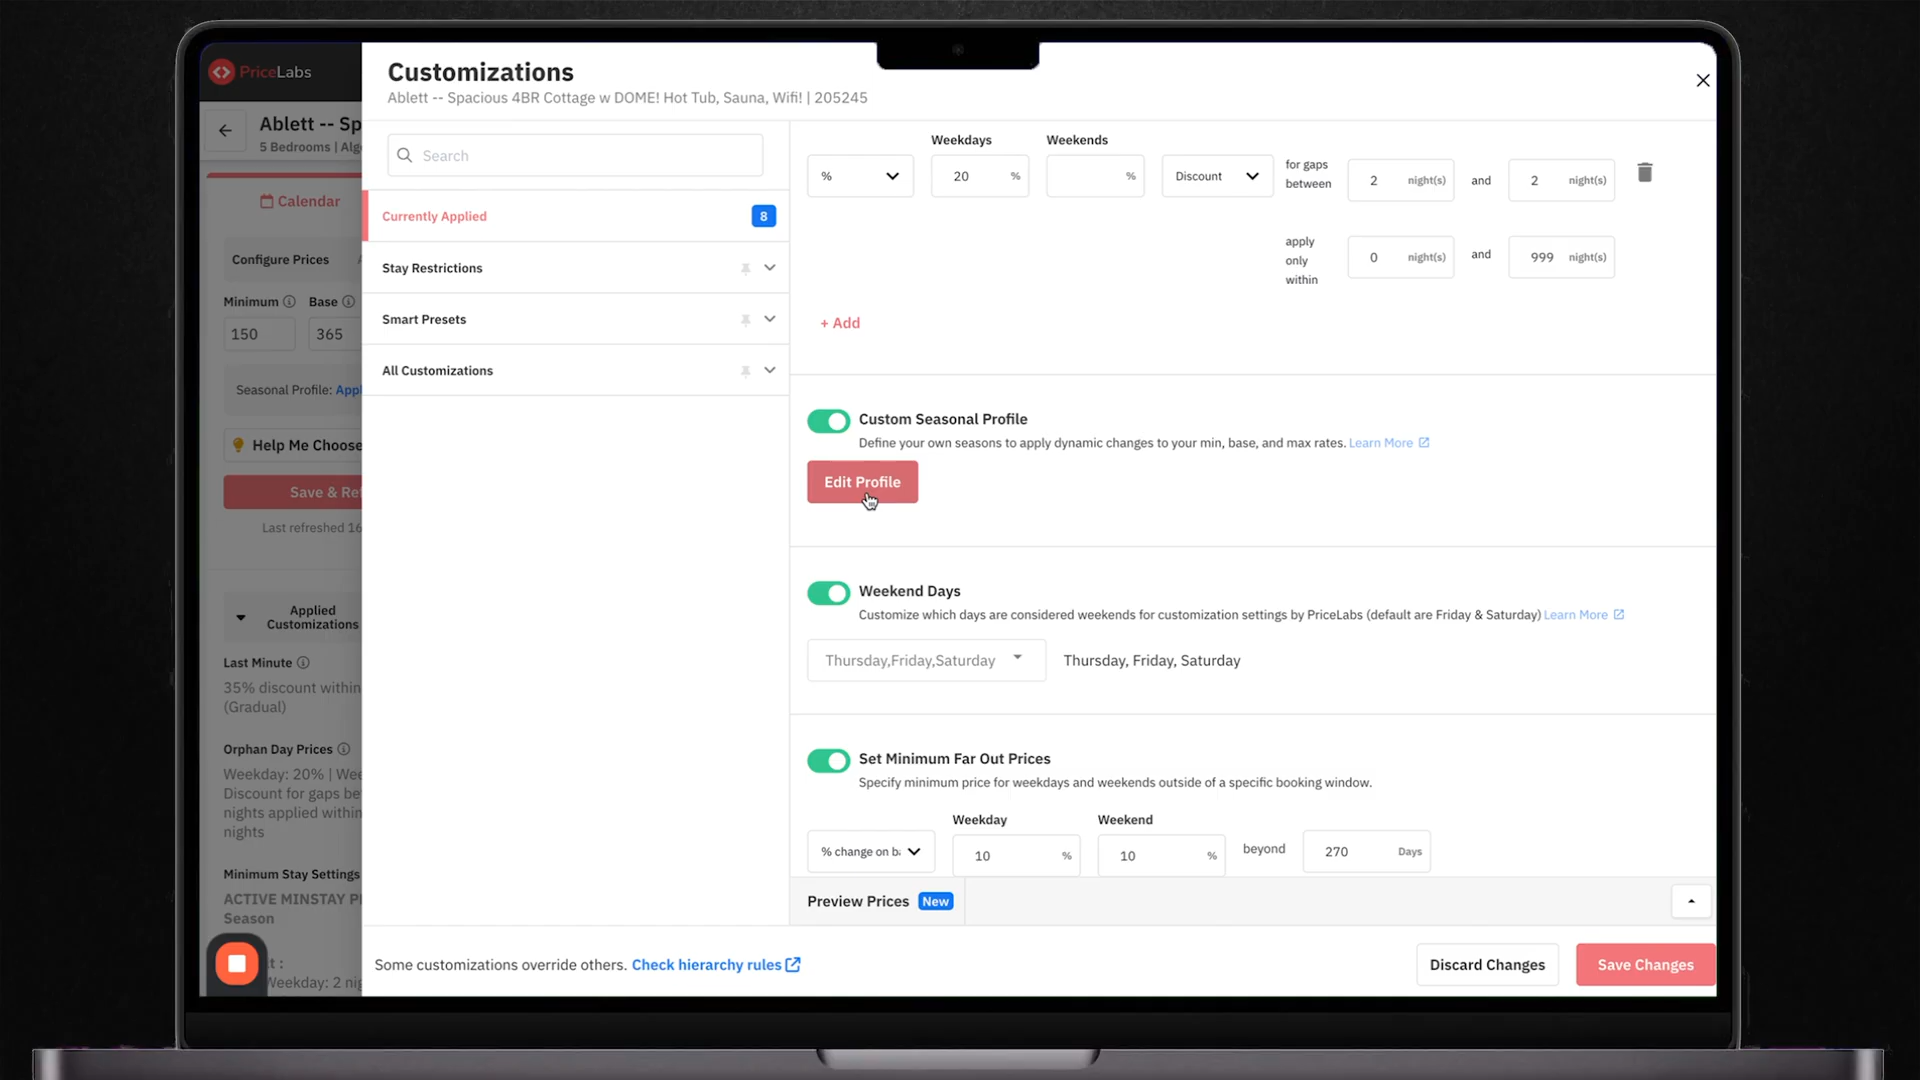 PriceLabs
Ablett -- Sp
5 Bedrooms | Alg
Calendar
Configure Prices
Minimum
Base
150
365
Seasonal Profile: Appl
Help Me Choose
Save & Ref
Last refreshed 16
Applied
Customizations
Last Minute
35% discount within
(Gradual)
Orphan Day Prices
Weekday: 20% | Wee
Discount for gaps be
nights applied within
nights
Minimum Stay Settings
ACTIVE MINSTAY P
Season
t :
Weekday: 2 nig
Customizations
Ablett -- Spacious 4BR Cottage w DOME! Hot Tub, Sauna, Wifi! | 205245
Search
Currently Applied
8
Stay Restrictions
Smart Presets
All Customizations
Weekdays
Weekends
%
20 %
%
Discount
for gaps
between
2 night(s)
and
2 night(s)
apply
only
within
0 night(s)
and
999 night(s)
+ Add
Custom Seasonal Profile
Define your own seasons to apply dynamic changes to your min, base, and max rates. Learn More
Edit Profile
Weekend Days
Customize which days are considered weekends for customization settings by PriceLabs (default are Friday & Saturday) Learn More
Thursday,Friday,Saturday
Thursday, Friday, Saturday
Set Minimum Far Out Prices
Specify minimum price for weekdays and weekends outside of a specific booking window.
Weekday
Weekend
% change on ba
10 %
10 %
beyond
270 Days
Preview Prices New
Some customizations override others. Check hierarchy rules
Discard Changes
Save Changes